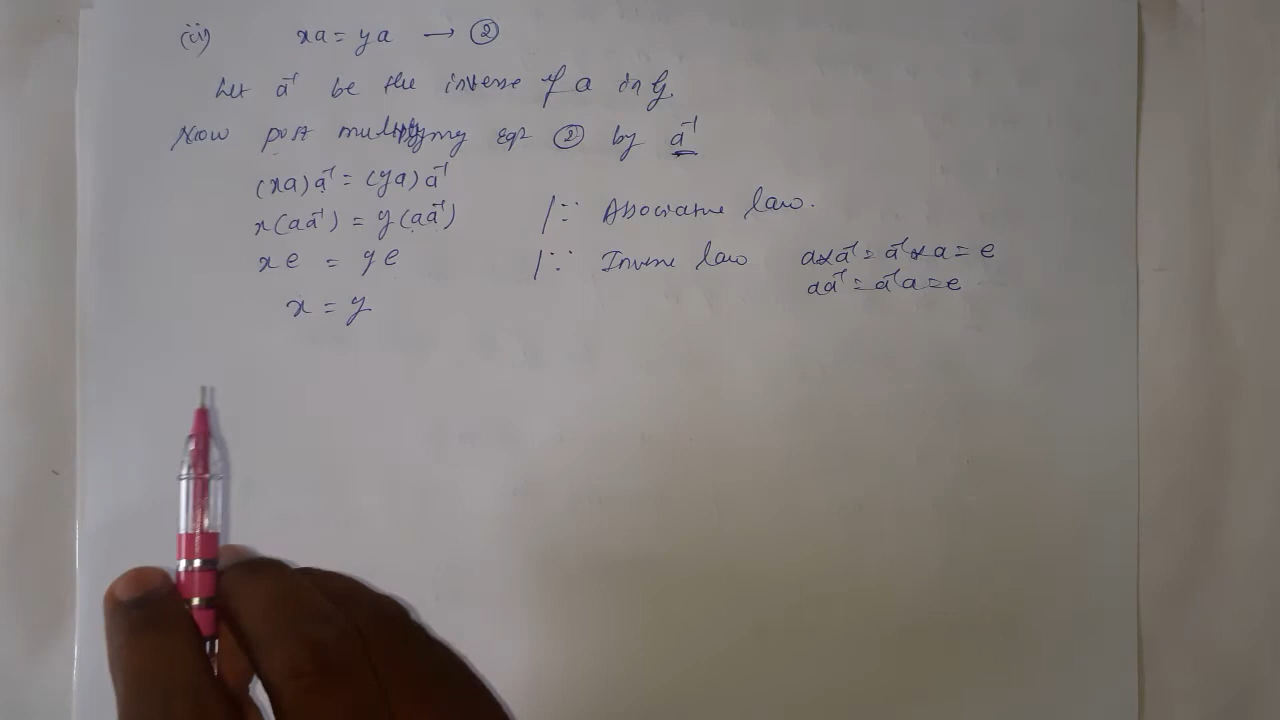 (ii) xa = ya → ②
Let a⁻¹ be the inverse of a in G.
Now post multiplying Eqn ② by a⁻¹
(xa)a⁻¹ = (ya)a⁻¹
x(aa⁻¹) = y(aa⁻¹) |∵ Associative law.
xe = ye |∵ Inverse law a*a⁻¹ = a⁻¹*a = e
aa⁻¹ = a⁻¹a = e
x = y